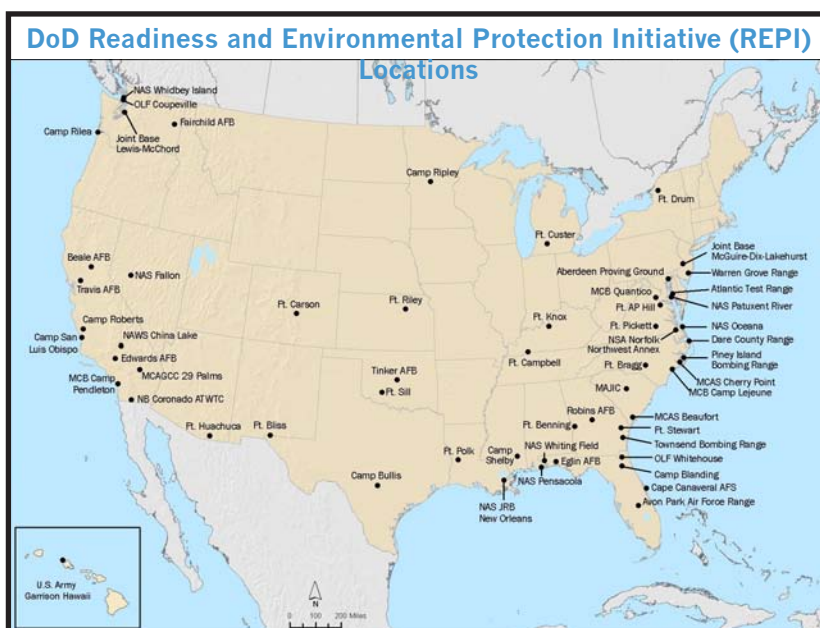 DoD Readiness and Environmental Protection Initiative (REPI)
Locations
NAS Whidbey Island
OLF Coupeville
Camp Rilea
Fairchild AFB
Joint Base
Lewis-McChord
Camp Ripley
Ft. Drum
Ft. Custer
Joint Base
McGuire-Dix-Lakehurst
Beale AFB
NAS Fallon
Travis AFB
Aberdeen Proving Ground
Warren Grove Range
MCB Quantico
Atlantic Test Range
Ft. AP Hill
NAS Patuxent River
Ft. Carson
Ft. Riley
Ft. Knox
Camp Roberts
Camp San
Luis Obispo
NAWS China Lake
Ft. Pickett
NAS Oceana
NSA Norfolk
Northwest Annex
Dare County Range
Edwards AFB
Ft. Campbell
Piney Island
Bombing Range
MCAGCC 29 Palms
Tinker AFB
Ft. Bragg
MCAS Cherry Point
MCB Camp
Pendleton
Ft. Sill
MAJIC
MCB Camp Lejeune
NB Coronado ATWTC
Robins AFB
MCAS Beaufort
Ft. Huachuca
Ft. Bliss
Ft. Benning
Ft. Stewart
Townsend Bombing Range
Ft. Polk
Camp
Shelby
NAS Whiting Field
Eglin AFB
OLF Whitehouse
Camp Blanding
Camp Bullis
NAS Pensacola
Cape Canaveral AFS
NAS JRB
New Orleans
Avon Park Air Force Range
U.S. Army
Garrison Hawaii
N
0 100 200 Miles